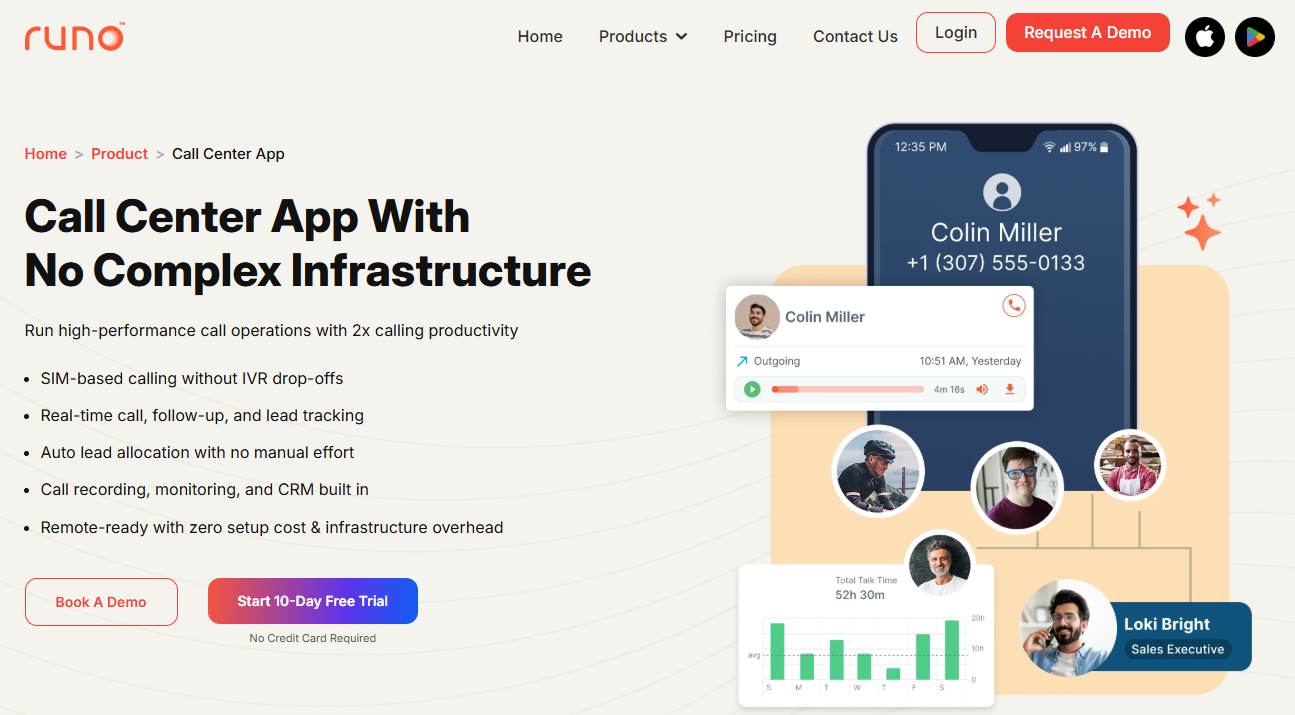 runo™
Home
Products
Pricing
Contact Us
Login
Request A Demo
Home > Product > Call Center App
Call Center App With
No Complex Infrastructure
Run high-performance call operations with 2x calling productivity
• SIM-based calling without IVR drop-offs
• Real-time call, follow-up, and lead tracking
• Auto lead allocation with no manual effort
• Call recording, monitoring, and CRM built in
• Remote-ready with zero setup cost & infrastructure overhead
Book A Demo
Start 10-Day Free Trial
No Credit Card Required
12:35 PM
97%
Colin Miller
+1 (307) 555-0133
Colin Miller
Outgoing
10:51 AM, Yesterday
4m 16s
Total Talk Time
52h 30m
20h
10h
0
avg
S M T W T F S
Loki Bright
Sales Executive